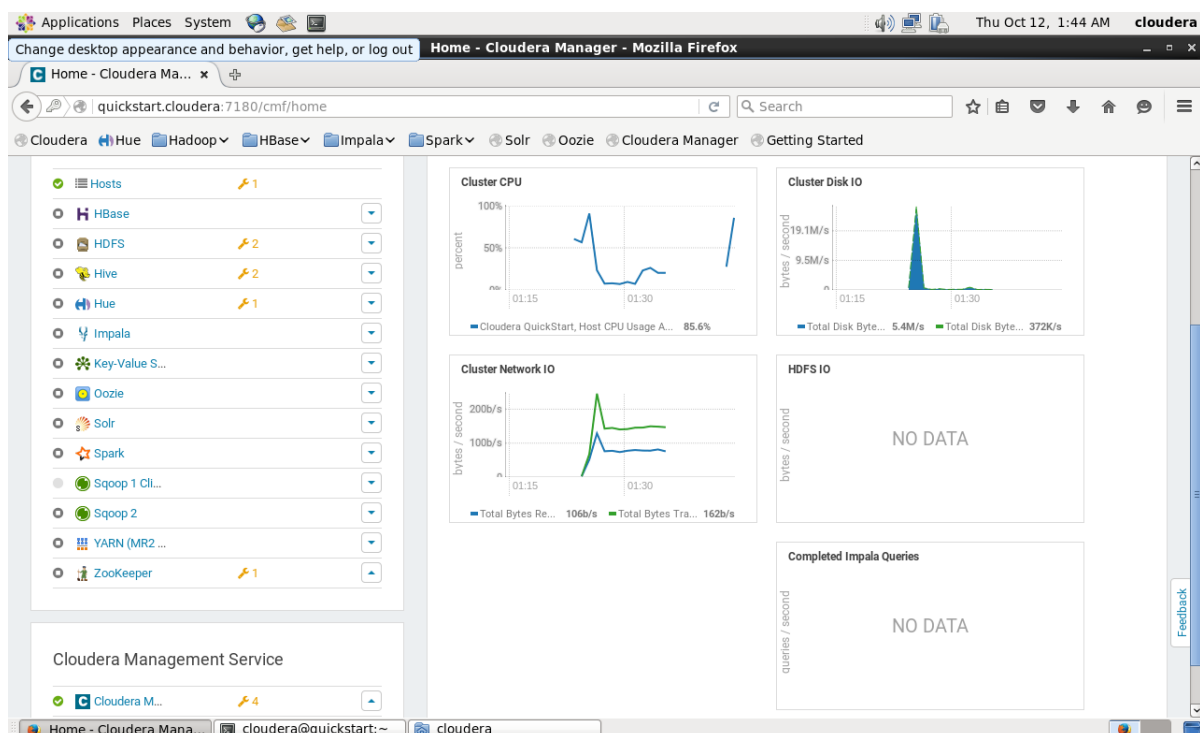 Applications Places System
Thu Oct 12, 1:44 AM cloudera
Change desktop appearance and behavior, get help, or log out
Home - Cloudera Manager - Mozilla Firefox
C Home - Cloudera Ma... ×
quickstart.cloudera:7180/cmf/home
Search
Cloudera Hue Hadoop HBase Impala Spark Solr Oozie Cloudera Manager Getting Started
Hosts 1
HBase
HDFS 2
Hive 2
Hue 1
Impala
Key-Value S...
Oozie
Solr
Spark
Sqoop 1 Cli...
Sqoop 2
YARN (MR2 ...
ZooKeeper 1
Cloudera Management Service
C Cloudera M... 4
Cluster CPU
percent
100%
50%
0%
01:15 01:30
Cloudera QuickStart, Host CPU Usage A... 85.6%
Cluster Disk IO
bytes / second
19.1M/s
9.5M/s
0
01:15 01:30
Total Disk Byte... 5.4M/s Total Disk Byte... 372K/s
Cluster Network IO
bytes / second
200b/s
100b/s
0
01:15 01:30
Total Bytes Re... 106b/s Total Bytes Tra... 162b/s
HDFS IO
bytes / second
NO DATA
Completed Impala Queries
queries / second
NO DATA
Feedback
Home - Cloudera Mana... cloudera@quickstart:~ cloudera